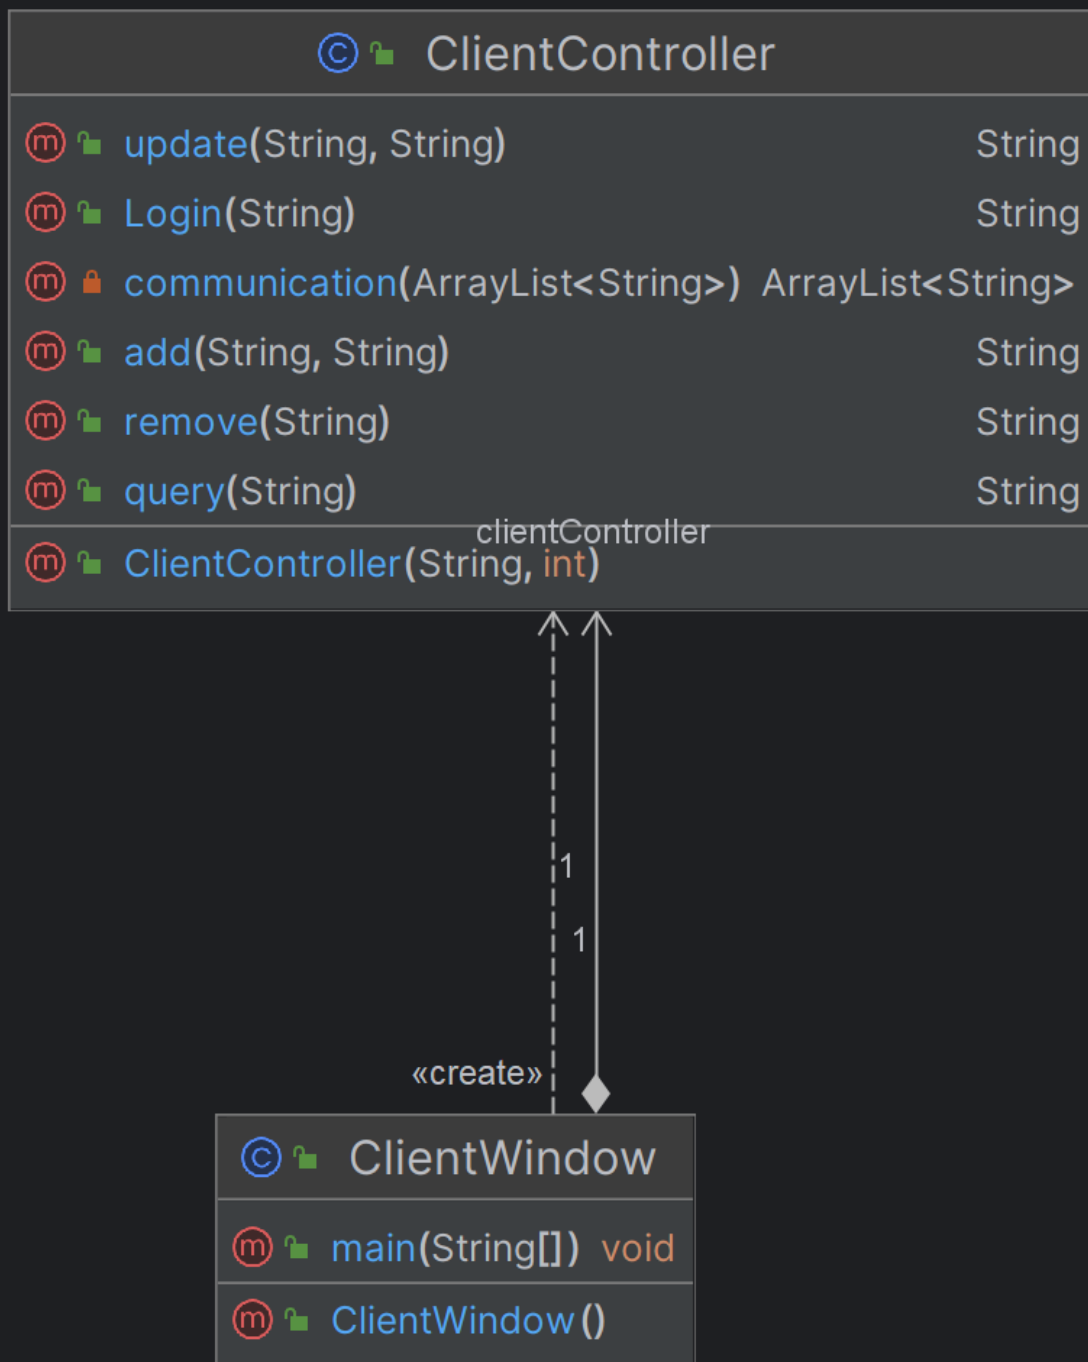 ClientController
update(String, String) String
Login(String) String
communication(ArrayList<String>) ArrayList<String>
add(String, String) String
remove(String) String
query(String) String
clientController
ClientController(String, int)
1
1
«create»
ClientWindow
main(String[]) void
ClientWindow()